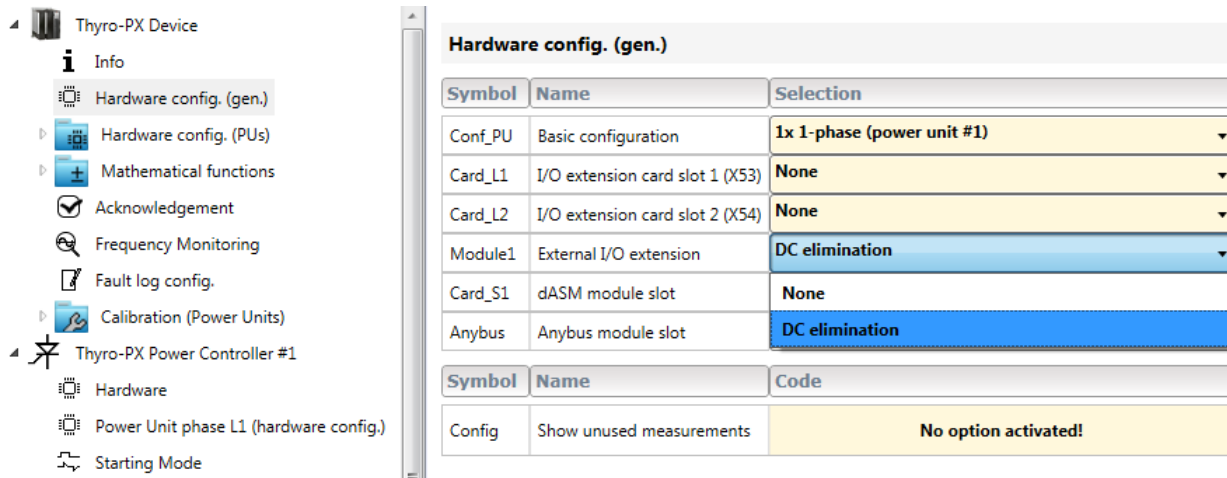 Thyro-PX Device
Info
Hardware config. (gen.)
Hardware config. (PUs)
Mathematical functions
Acknowledgement
Frequency Monitoring
Fault log config.
Calibration (Power Units)
Thyro-PX Power Controller #1
Hardware
Power Unit phase L1 (hardware config.)
Starting Mode
Hardware config. (gen.)
Symbol Name Selection
Conf_PU Basic configuration 1x 1-phase (power unit #1)
Card_L1 I/O extension card slot 1 (X53) None
Card_L2 I/O extension card slot 2 (X54) None
Module1 External I/O extension DC elimination
Card_S1 dASM module slot None
Anybus Anybus module slot DC elimination
Symbol Name Code
Config Show unused measurements No option activated!